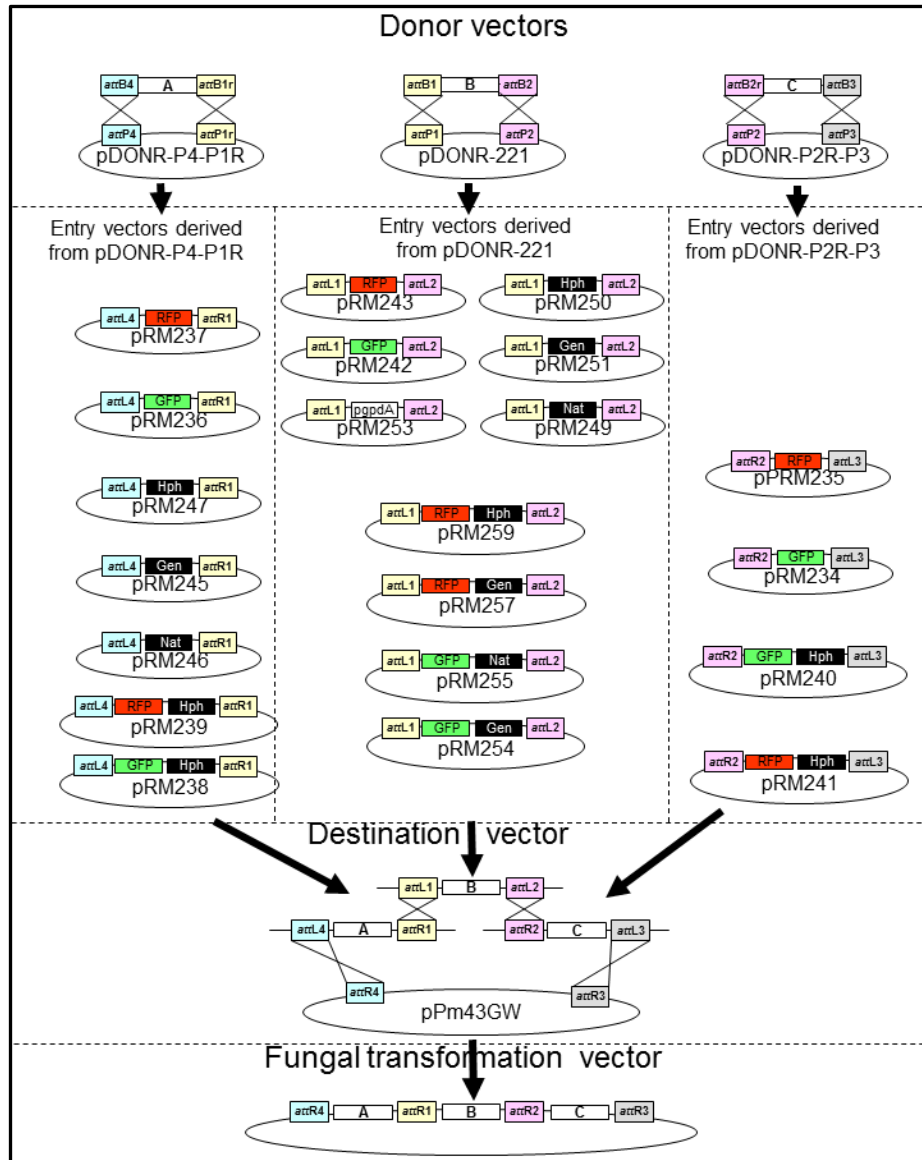 Donor vectors
attB4 A attB1r
attP4 attP1r
pDONR-P4-P1R
attB1 B attB2
attP1 attP2
pDONR-221
attB2r C attB3
attP2 attP3
pDONR-P2R-P3
Entry vectors derived
from pDONR-P4-P1R
attL4 RFP attR1
pRM237
attL4 GFP attR1
pRM236
attL4 Hph attR1
pRM247
attL4 Gen attR1
pRM245
attL4 Nat attR1
pRM246
attL4 RFP Hph attR1
pRM239
attL4 GFP Hph attR1
pRM238
Entry vectors derived
from pDONR-221
attL1 RFP attL2
pRM243
attL1 Hph attL2
pRM250
attL1 GFP attL2
pRM242
attL1 Gen attL2
pRM251
attL1 pgpdA attL2
pRM253
attL1 Nat attL2
pRM249
attL1 RFP Hph attL2
pRM259
attL1 RFP Gen attL2
pRM257
attL1 GFP Nat attL2
pRM255
attL1 GFP Gen attL2
pRM254
Entry vectors derived
from pDONR-P2R-P3
attR2 RFP attL3
pPRM235
attR2 GFP attL3
pRM234
attR2 GFP Hph attL3
pRM240
attR2 RFP Hph attL3
pRM241
Destination vector
attL1 B attL2
attL4 A attR1 attR2 C attL3
attR4 attR3
pPm43GW
Fungal transformation vector
attR4 A attR1 B attR2 C attR3